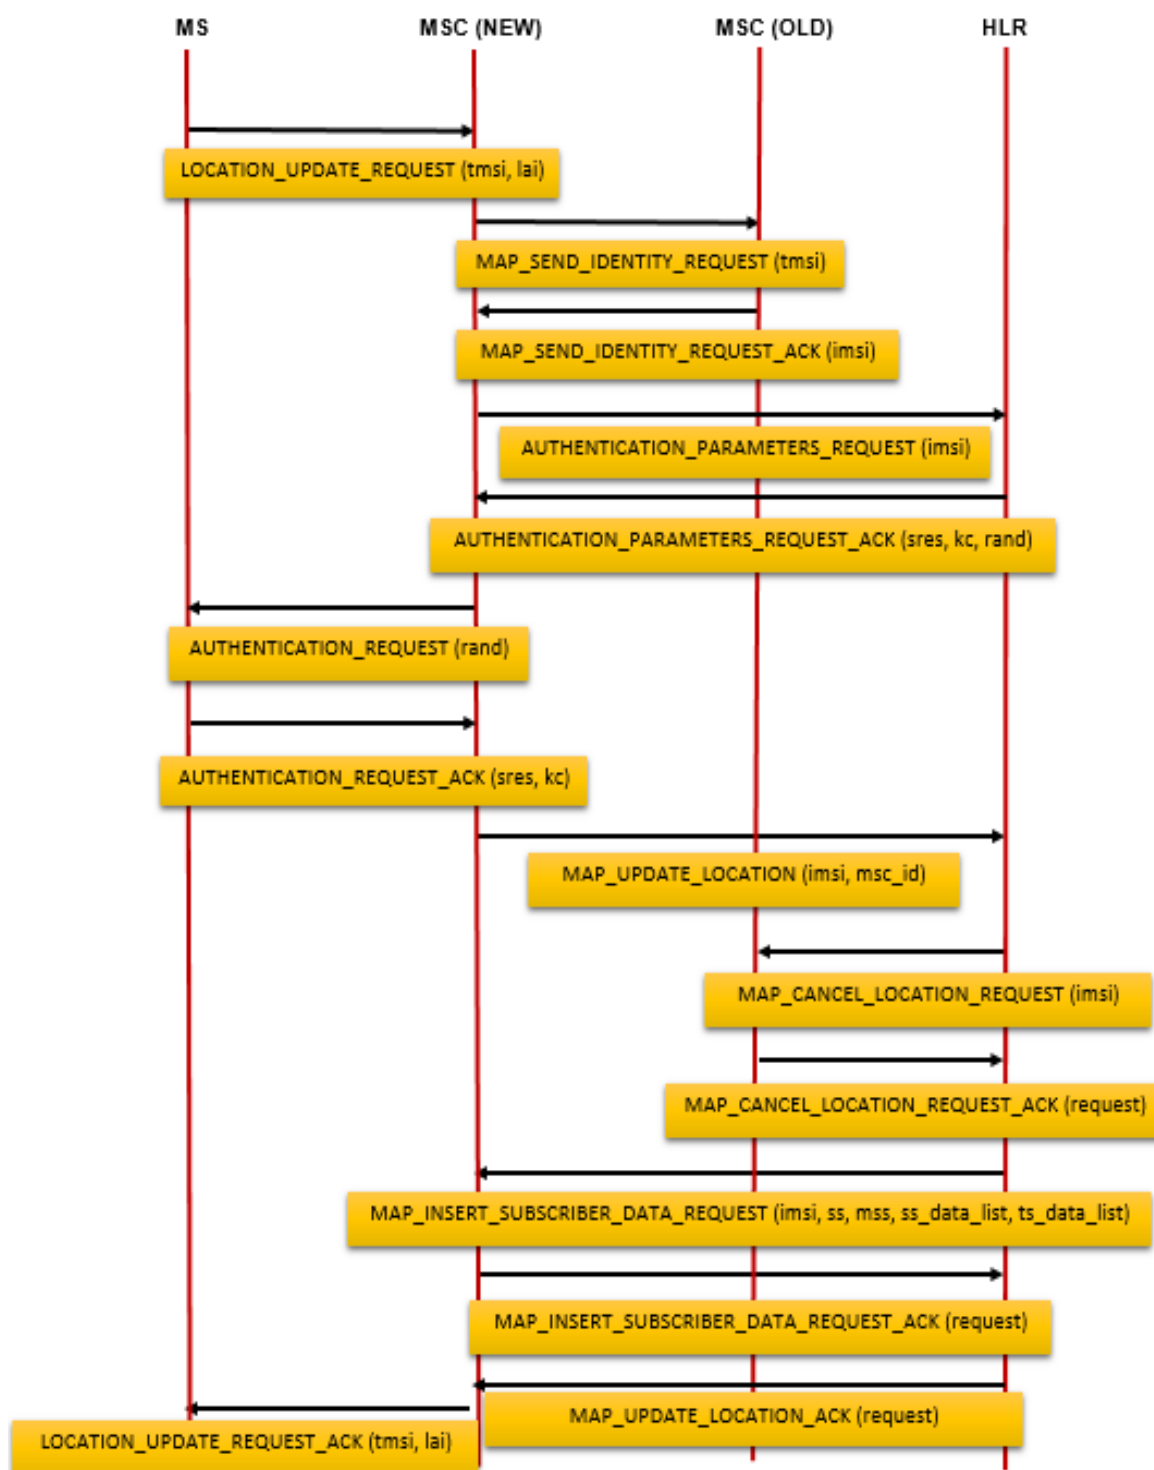 MS MSC (NEW) MSC (OLD) HLR
LOCATION_UPDATE_REQUEST (tmsi, lai)
MAP_SEND_IDENTITY_REQUEST (tmsi)
MAP_SEND_IDENTITY_REQUEST_ACK (imsi)
AUTHENTICATION_PARAMETERS_REQUEST (imsi)
AUTHENTICATION_PARAMETERS_REQUEST_ACK (sres, kc, rand)
AUTHENTICATION_REQUEST (rand)
AUTHENTICATION_REQUEST_ACK (sres, kc)
MAP_UPDATE_LOCATION (imsi, msc_id)
MAP_CANCEL_LOCATION_REQUEST (imsi)
MAP_CANCEL_LOCATION_REQUEST_ACK (request)
MAP_INSERT_SUBSCRIBER_DATA_REQUEST (imsi, ss, mss, ss_data_list, ts_data_list)
MAP_INSERT_SUBSCRIBER_DATA_REQUEST_ACK (request)
MAP_UPDATE_LOCATION_ACK (request)
LOCATION_UPDATE_REQUEST_ACK (tmsi, lai)